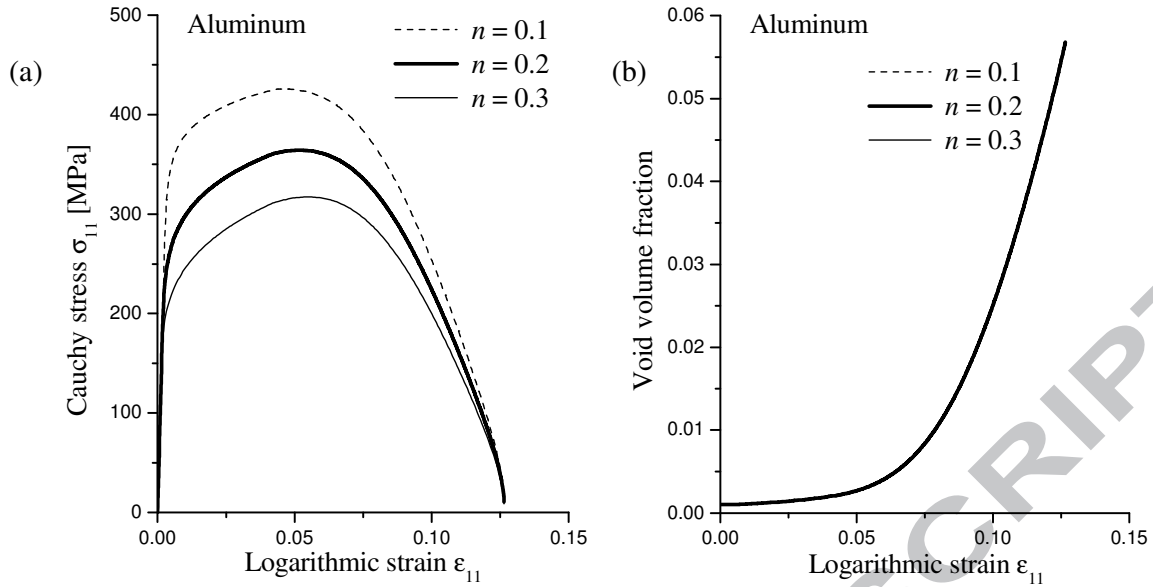 (a)
Aluminum
n = 0.1
n = 0.2
n = 0.3
500
400
300
200
100
0
0.00
0.05
0.10
0.15
Cauchy stress σ11 [MPa]
Logarithmic strain ε11
(b)
Aluminum
n = 0.1
n = 0.2
n = 0.3
0.06
0.05
0.04
0.03
0.02
0.01
0.00
0.00
0.05
0.10
0.15
Void volume fraction
Logarithmic strain ε11
CRIPT